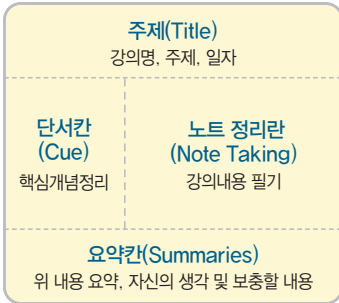 주제(Title)
강의명, 주제, 일자
단서칸
(Cue)
핵심개념정리
노트 정리란
(Note Taking)
강의내용 필기
요약칸(Summaries)
위 내용 요약, 자신의 생각 및 보충할 내용